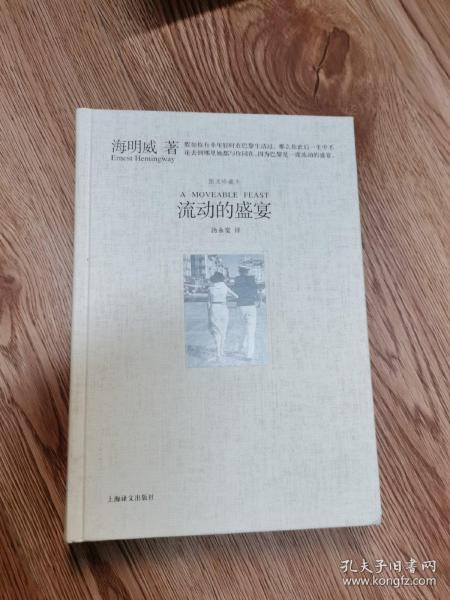 海明威 著
Ernest Hemingway
假如你有幸年轻时在巴黎生活过，那么你此后一生中不
论去到哪里她都与你同在，因为巴黎是一席流动的盛宴。
图文珍藏本
A MOVEABLE FEAST
流动的盛宴
汤永宽 译
上海译文出版社
孔夫子旧书网
www.kongfz.com